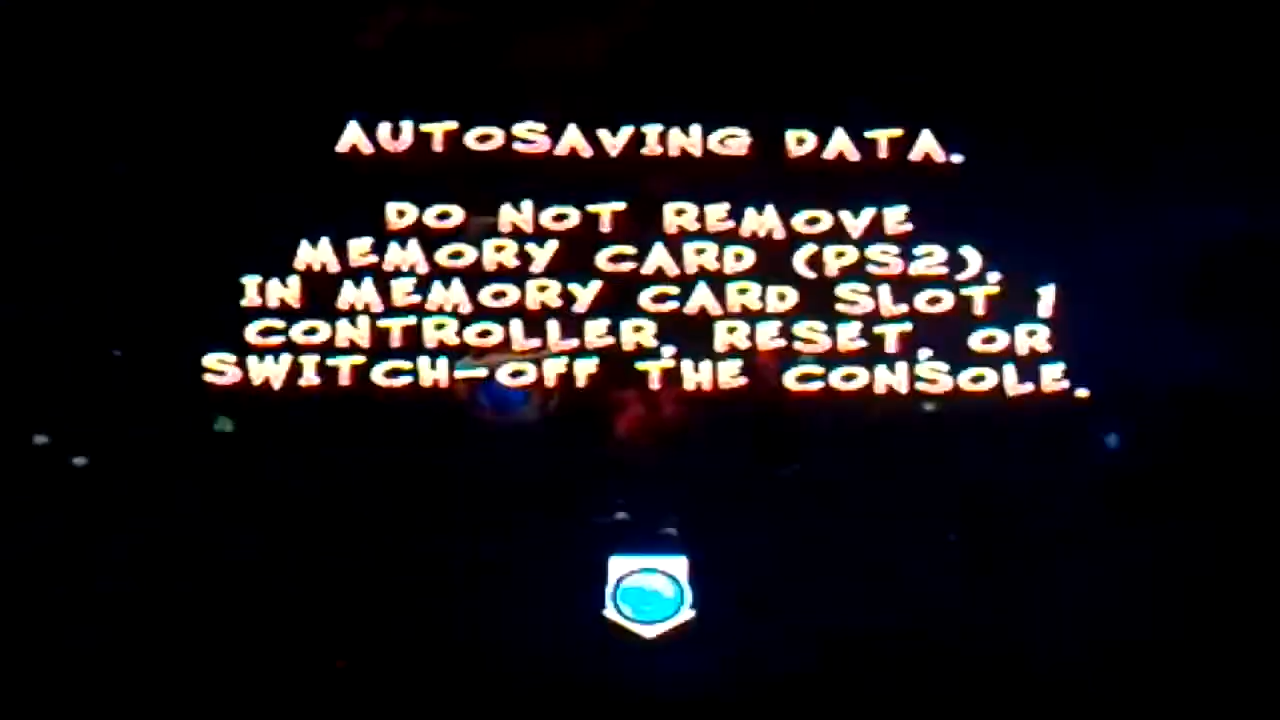 AUTOSAVING DATA.
DO NOT REMOVE
MEMORY CARD (PS2),
IN MEMORY CARD SLOT 1
CONTROLLER, RESET, OR
SWITCH-OFF THE CONSOLE.